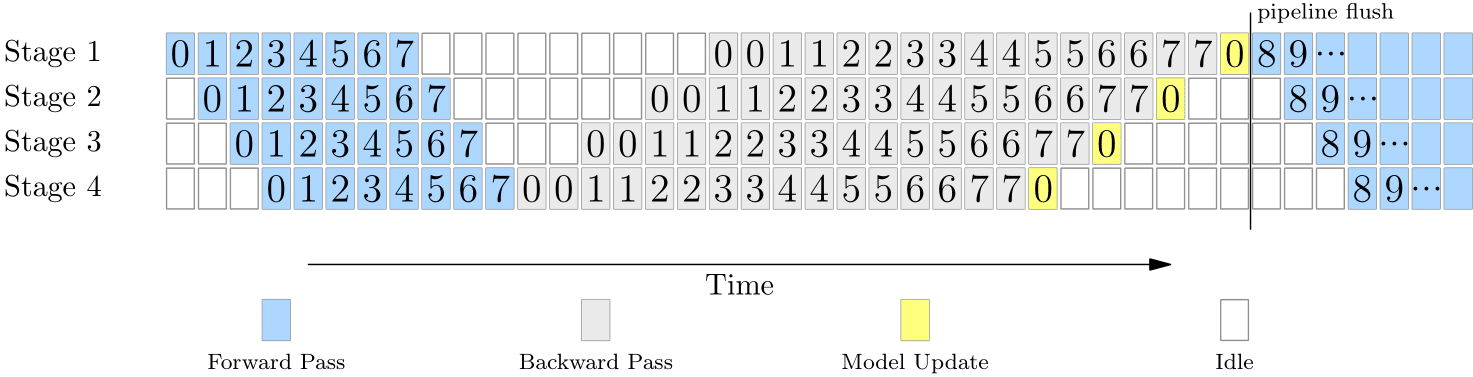 pipeline flush
Stage 1 0 1 2 3 4 5 6 7 0 0 1 1 2 2 3 3 4 4 5 5 6 6 7 7 0 8 9 ...
Stage 2 0 1 2 3 4 5 6 7 0 0 1 1 2 2 3 3 4 4 5 5 6 6 7 7 0 8 9 ...
Stage 3 0 1 2 3 4 5 6 7 0 0 1 1 2 2 3 3 4 4 5 5 6 6 7 7 0 8 9 ...
Stage 4 0 1 2 3 4 5 6 7 0 0 1 1 2 2 3 3 4 4 5 5 6 6 7 7 0 8 9 ...
Time
Forward Pass Backward Pass Model Update Idle